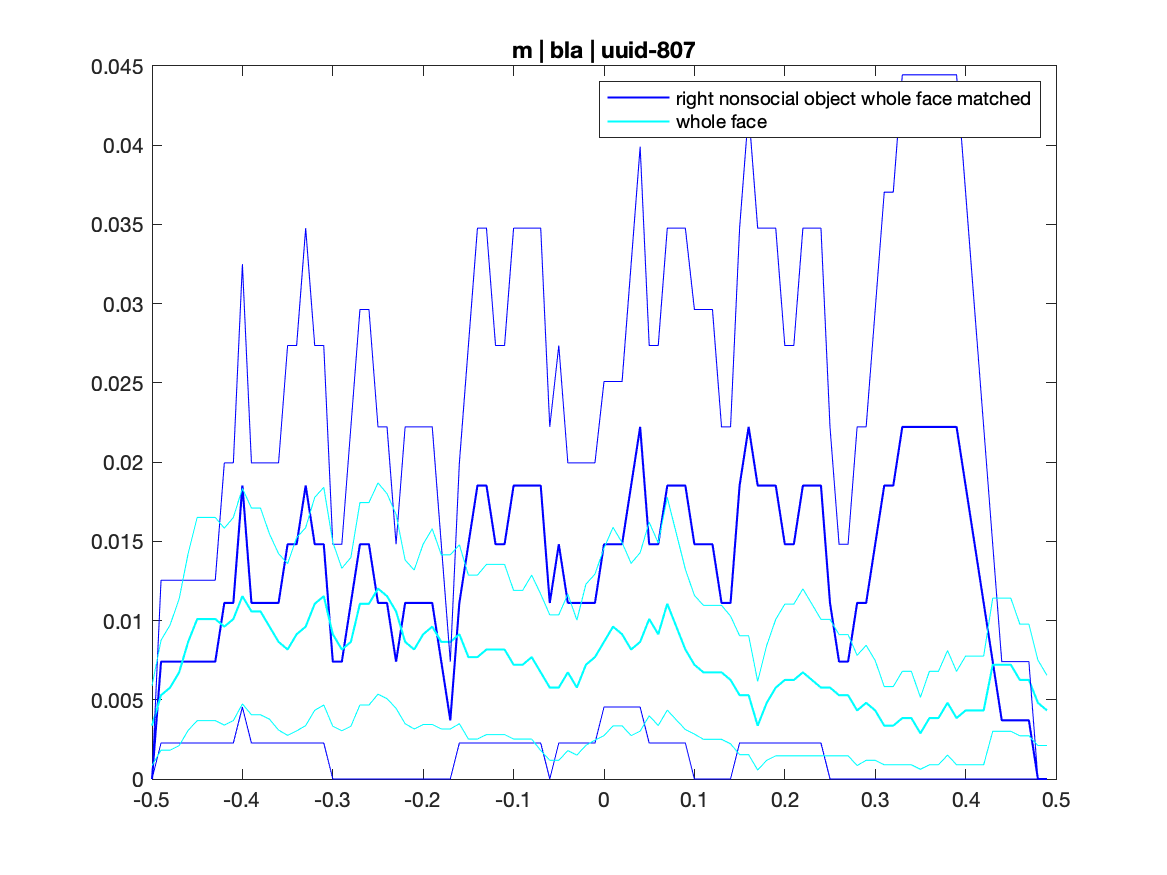 m | bla | uuid-807
right nonsocial object whole face matched
whole face
0.045
0.04
0.035
0.03
0.025
0.02
0.015
0.01
0.005
0
-0.5 -0.4 -0.3 -0.2 -0.1 0 0.1 0.2 0.3 0.4 0.5